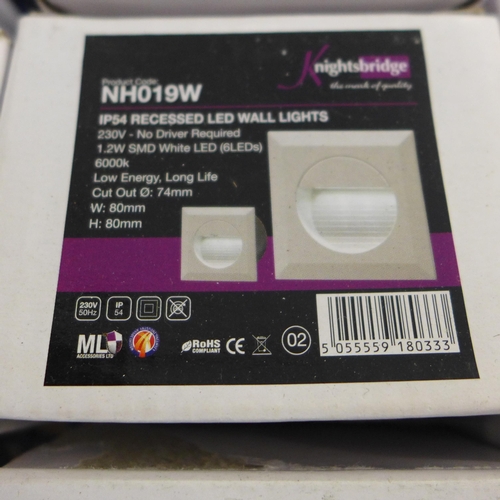 Knightsbridge
the mark of quality
Product Code:
NH019W
IP54 RECESSED LED WALL LIGHTS
230V - No Driver Required
1.2W SMD White LED (6LEDs)
6000k
Low Energy, Long Life
Cut Out Ø: 74mm
W: 80mm
H: 80mm
230V
50Hz
IP
54
ML
ACCESSORIES LTD
RoHS
COMPLIANT
CE
02
5 055559 180333